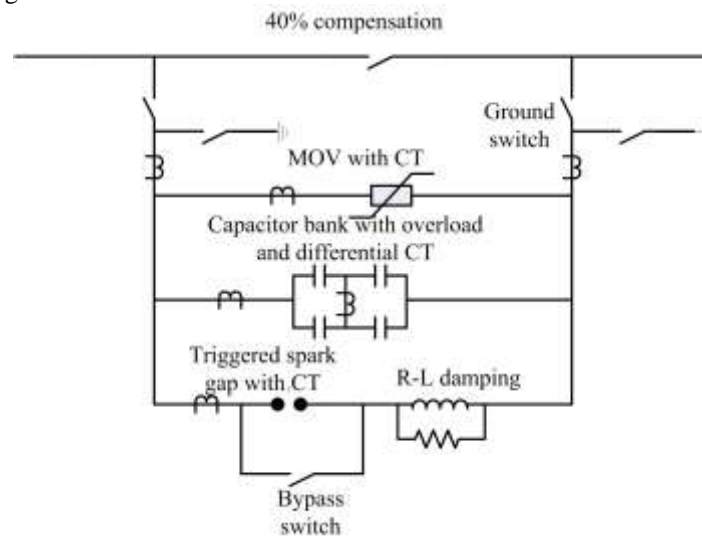 40% compensation
Ground
switch
MOV with CT
Capacitor bank with overload
and differential CT
Triggered spark
gap with CT
R-L damping
Bypass
switch